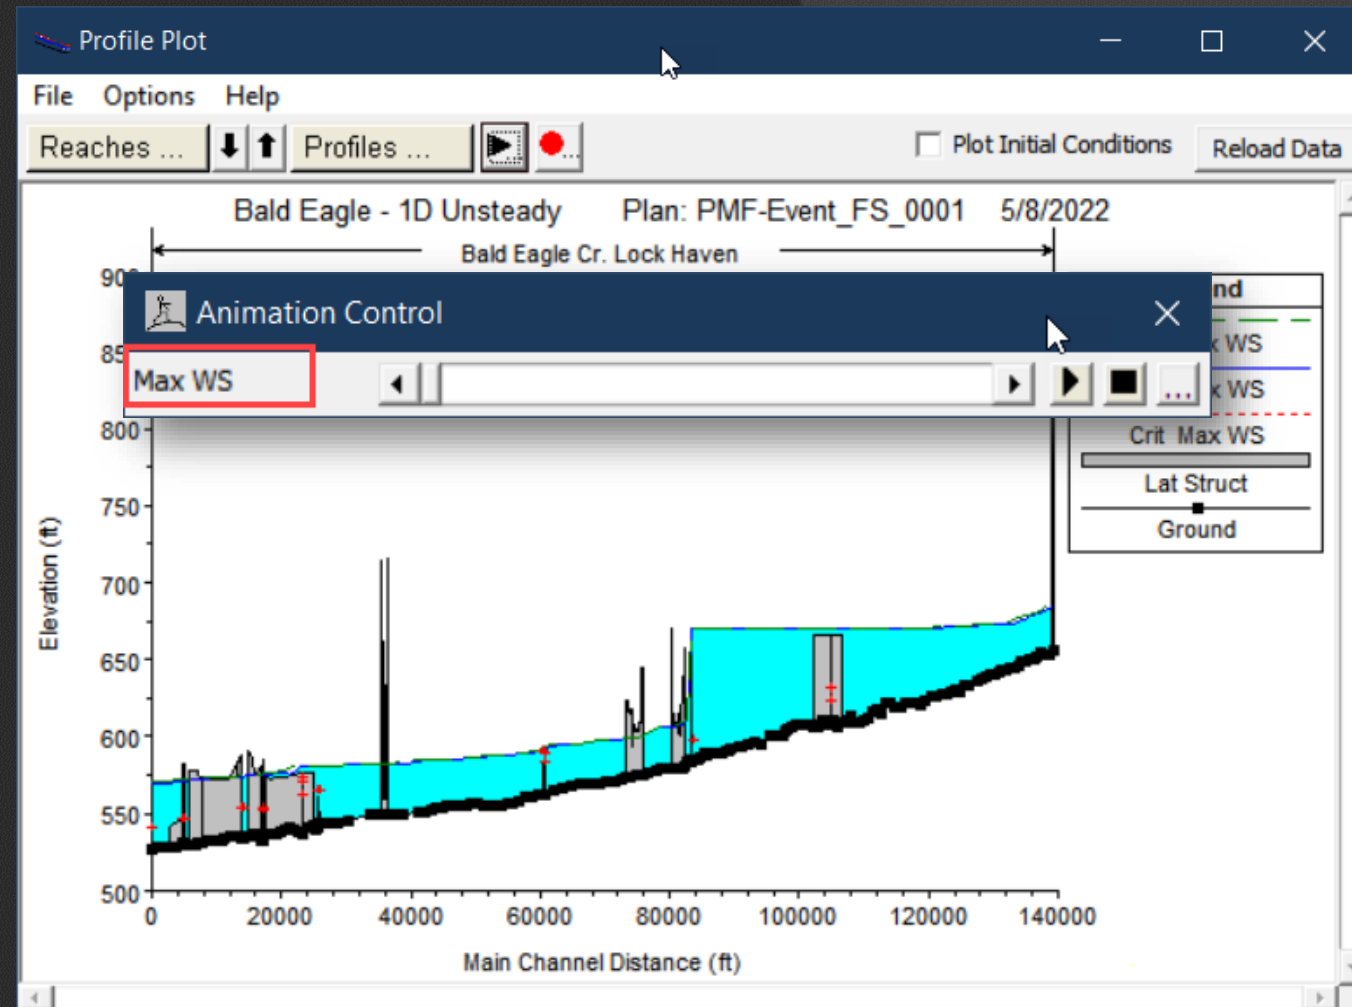 Profile Plot
File Options Help
Reaches ... Profiles ... ... Plot Initial Conditions Reload Data
Bald Eagle - 1D Unsteady Plan: PMF-Event_FS_0001 5/8/2022
Bald Eagle Cr. Lock Haven
Animation Control
Max WS ...
WS
WS
Crit Max WS
Lat Struct
Ground
800
750
700
650
600
550
500
Elevation (ft)
0 20000 40000 60000 80000 100000 120000 140000
Main Channel Distance (ft)